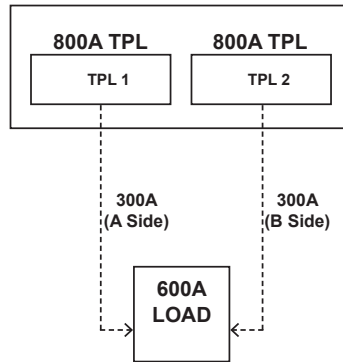 800A TPL 800A TPL
TPL 1 TPL 2
300A 300A
(A Side) (B Side)
600A
LOAD